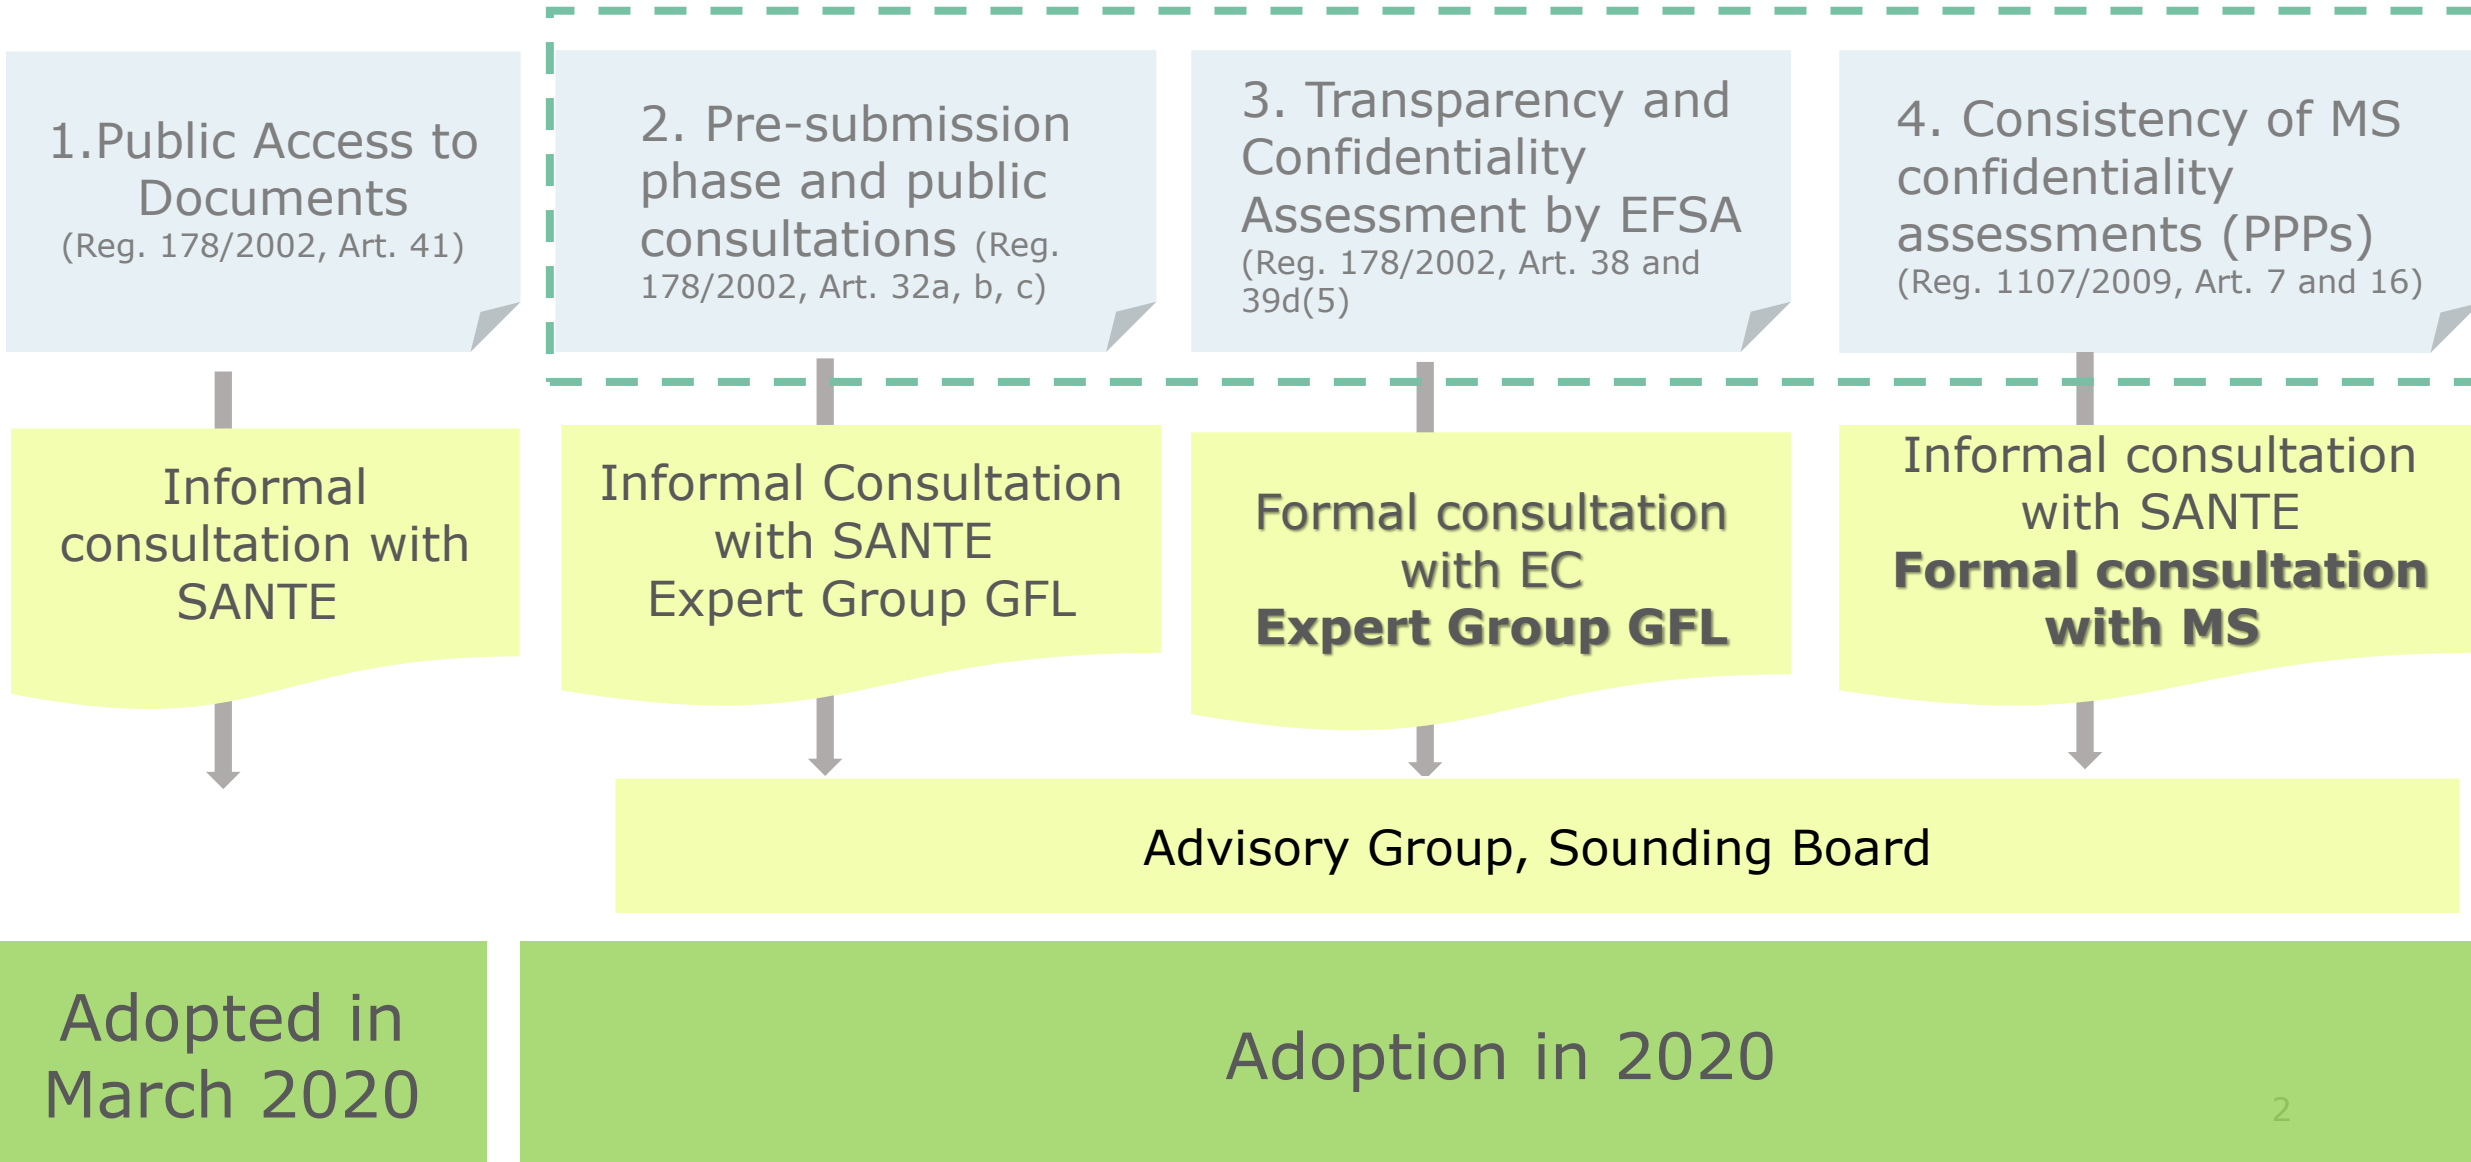 1.Public Access to
Documents
(Reg. 178/2002, Art. 41)
2. Pre-submission
phase and public
consultations (Reg.
178/2002, Art. 32a, b, c)
3. Transparency and
Confidentiality
Assessment by EFSA
(Reg. 178/2002, Art. 38 and
39d(5)
4. Consistency of MS
confidentiality
assessments (PPPs)
(Reg. 1107/2009, Art. 7 and 16)
Informal
consultation with
SANTE
Informal Consultation
with SANTE
Expert Group GFL
Formal consultation
with EC
Expert Group GFL
Informal consultation
with SANTE
Formal consultation
with MS
Advisory Group, Sounding Board
Adopted in
March 2020
Adoption in 2020
2